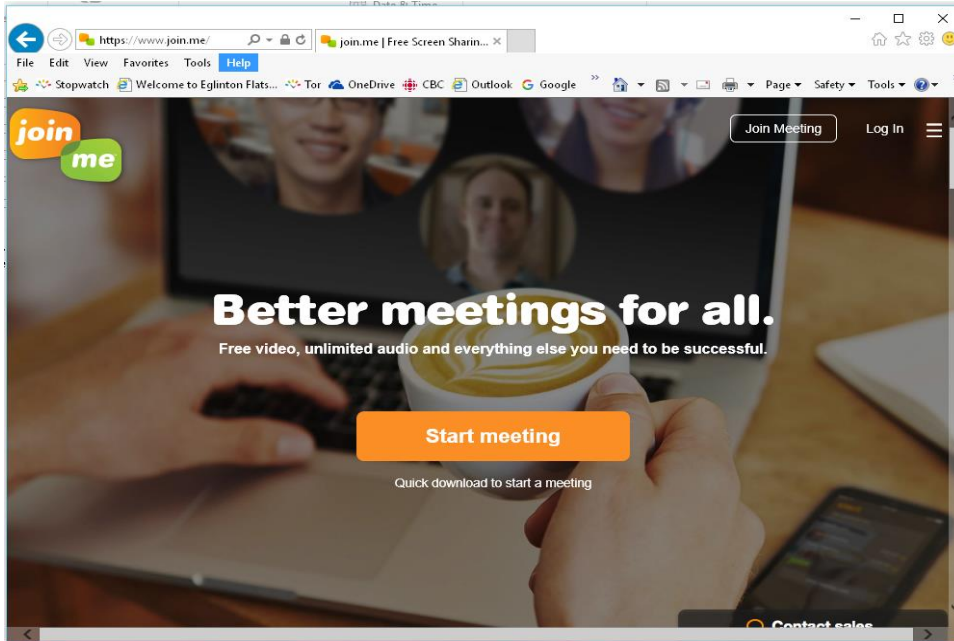 Date & Time
https://www.join.me/
join.me | Free Screen Sharin...
File Edit View Favorites Tools Help
Stopwatch Welcome to Eglinton Flats... Tor OneDrive CBC Outlook G Google » Page Safety Tools
join me
Join Meeting Log In
Better meetings for all.
Free video, unlimited audio and everything else you need to be successful.
Start meeting
Quick download to start a meeting
Contact sales